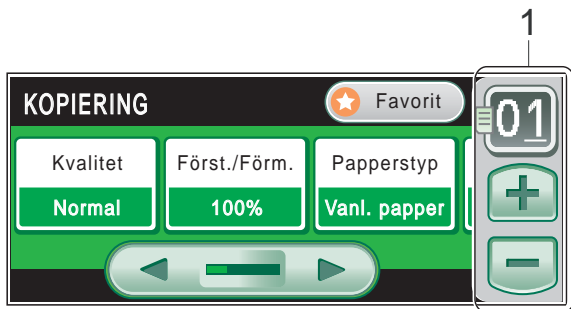 1
KOPIERING
Favorit
01
Kvalitet Först./Förm. Papperstyp
Normal 100% Vanl. papper